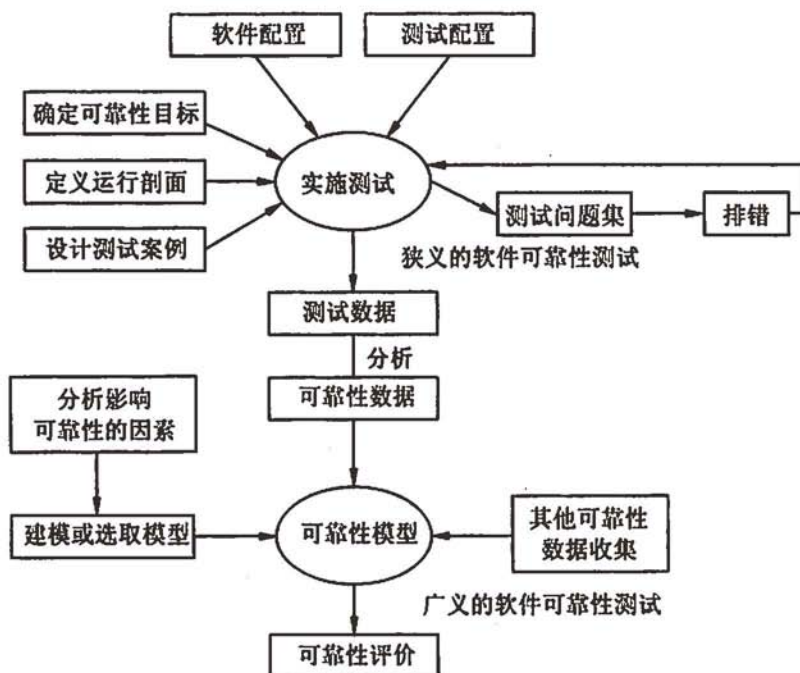 软件配置
测试配置
确定可靠性目标
定义运行剖面
实施测试
设计测试案例
测试问题集
排错
狭义的软件可靠性测试
测试数据
分析
可靠性数据
分析影响
可靠性的因素
建模或选取模型
可靠性模型
其他可靠性
数据收集
广义的软件可靠性测试
可靠性评价